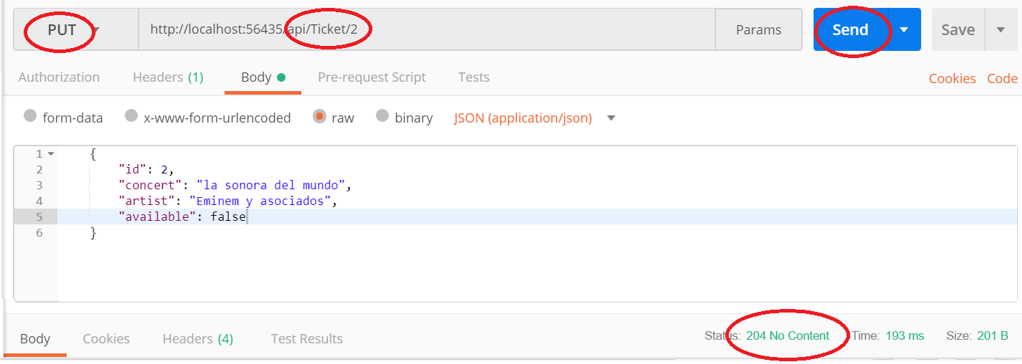 PUT http://localhost:56435/api/Ticket/2 Params Send Save
Authorization Headers (1) Body Pre-request Script Tests Cookies Code
form-data x-www-form-urlencoded raw binary JSON (application/json)
1 {
2 "id": 2,
3 "concert": "la sonora del mundo",
4 "artist": "Eminem y asociados",
5 "available": false
6 }
Body Cookies Headers (4) Test Results Status: 204 No Content Time: 193 ms Size: 201 B